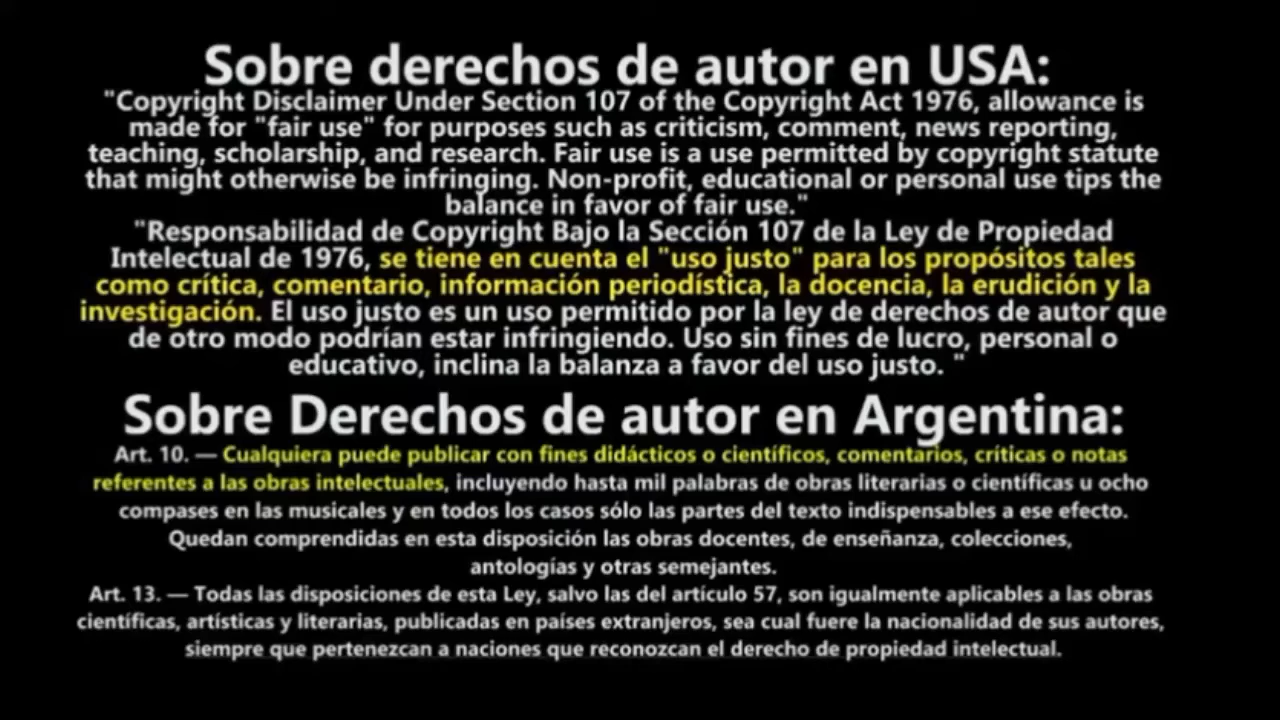 Sobre derechos de autor en USA:
"Copyright Disclaimer Under Section 107 of the Copyright Act 1976, allowance is
made for "fair use" for purposes such as criticism, comment, news reporting,
teaching, scholarship, and research. Fair use is a use permitted by copyright statute
that might otherwise be infringing. Non-profit, educational or personal use tips the
balance in favor of fair use."
"Responsabilidad de Copyright Bajo la Sección 107 de la Ley de Propiedad
Intelectual de 1976, se tiene en cuenta el "uso justo" para los propósitos tales
como crítica, comentario, información periodística, la docencia, la erudición y la
investigación. El uso justo es un uso permitido por la ley de derechos de autor que
de otro modo podrían estar infringiendo. Uso sin fines de lucro, personal o
educativo, inclina la balanza a favor del uso justo. "
Sobre Derechos de autor en Argentina:
Art. 10. — Cualquiera puede publicar con fines didácticos o científicos, comentarios, críticas o notas
referentes a las obras intelectuales, incluyendo hasta mil palabras de obras literarias o científicas u ocho
compases en las musicales y en todos los casos sólo las partes del texto indispensables a ese efecto.
Quedan comprendidas en esta disposición las obras docentes, de enseñanza, colecciones,
antologías y otras semejantes.
Art. 13. — Todas las disposiciones de esta Ley, salvo las del artículo 57, son igualmente aplicables a las obras
científicas, artísticas y literarias, publicadas en países extranjeros, sea cual fuere la nacionalidad de sus autores,
siempre que pertenezcan a naciones que reconozcan el derecho de propiedad intelectual.